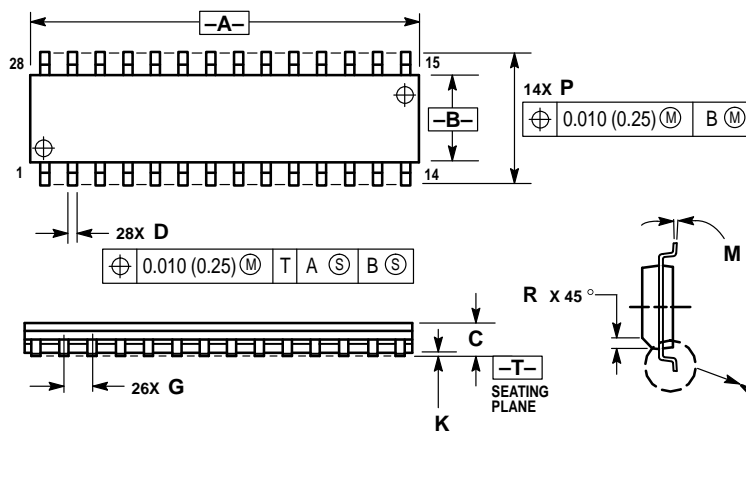 –A–
28
15
14X P
–B–
⌖ 0.010 (0.25) Ⓜ B Ⓜ
1
14
28X D
⌖ 0.010 (0.25) Ⓜ T A Ⓢ B Ⓢ
M
R X 45°
C
–T–
26X G
SEATING
PLANE
K